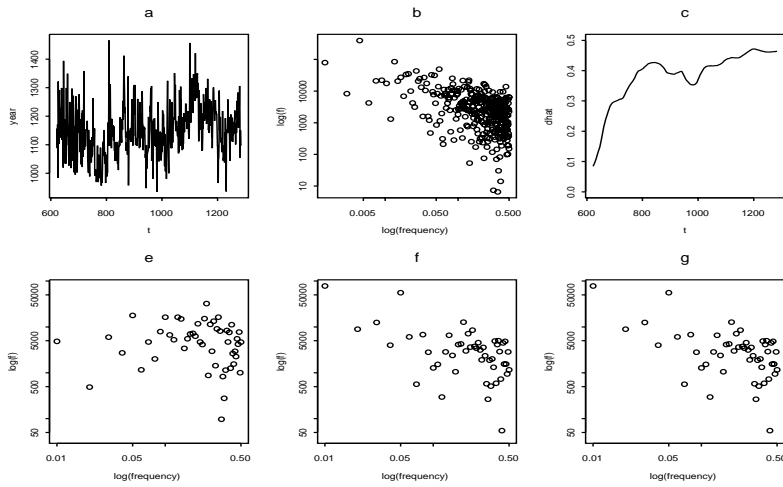 a
b
c
year
1000 1100 1200 1300 1400
600 800 1000 1200
t
log(f)
10 100 1000 10000
0.005 0.050 0.500
log(frequency)
dhat
0.0 0.1 0.2 0.3 0.4 0.5
600 800 1000 1200
t
e
f
g
log(f)
50 500 5000 50000
0.01 0.05 0.50
log(frequency)
log(f)
50 500 5000 50000
0.01 0.05 0.50
log(frequency)
log(f)
50 500 5000 50000
0.01 0.05 0.50
log(frequency)